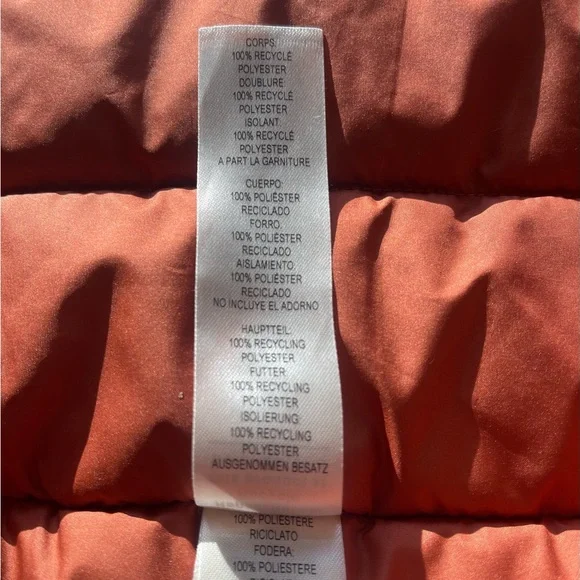 CORPS:
100% RECYCLÉ
POLYESTER
DOUBLURE:
100% RECYCLÉ
POLYESTER
ISOLANT:
100% RECYCLÉ
POLYESTER
A PART LA GARNITURE
CUERPO:
100% POLIÉSTER
RECICLADO
FORRO:
100% POLIÉSTER
RECICLADO
AISLAMIENTO:
100% POLIÉSTER
RECICLADO
NO INCLUYE EL ADORNO
HAUPTTEIL:
100% RECYCLING
POLYESTER
FUTTER
100% RECYCLING
POLYESTER
ISOLIERUNG:
100% RECYCLING
POLYESTER
AUSGENOMMEN BESATZ
100% POLIESTERE
RICICLATO
FODERA:
100% POLIESTERE